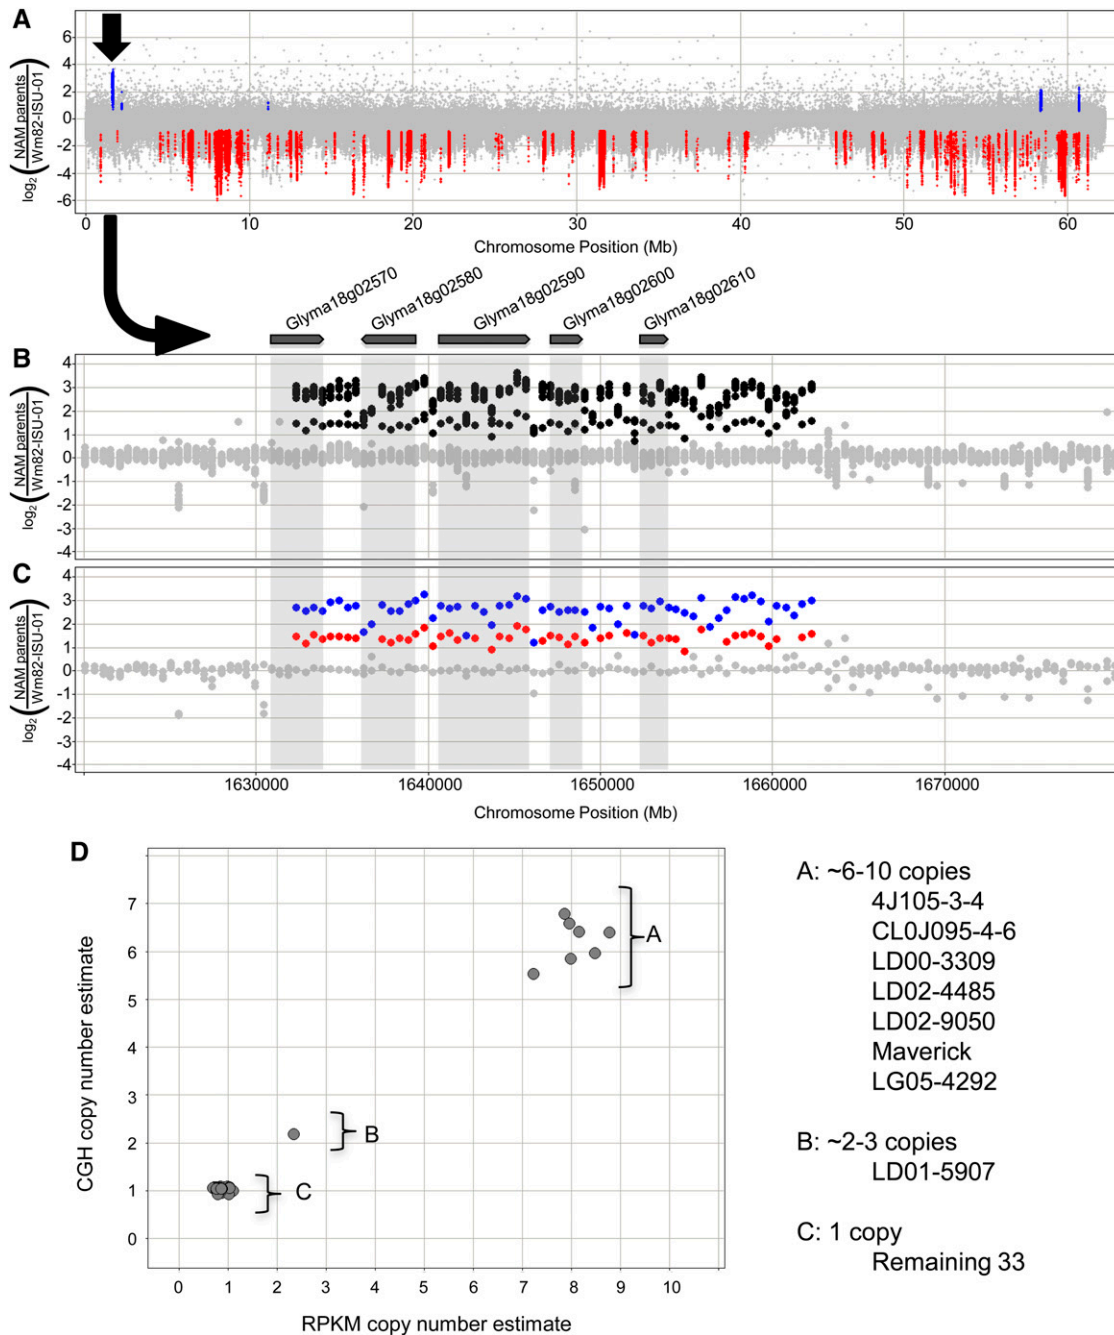 A
log₂(NAM parents/Wm82-ISU-01)
6
4
2
0
-2
-4
-6
0 10 20 30 40 50 60
Chromosome Position (Mb)
Glyma18g02570
Glyma18g02580
Glyma18g02590
Glyma18g02600
Glyma18g02610
B
log₂(NAM parents/Wm82-ISU-01)
4
3
2
1
0
-1
-2
-3
-4
C
log₂(NAM parents/Wm82-ISU-01)
4
3
2
1
0
-1
-2
-3
-4
1630000 1640000 1650000 1660000 1670000
Chromosome Position (Mb)
D
CGH copy number estimate
7
6
5
4
3
2
1
0
A
B
C
0 1 2 3 4 5 6 7 8 9 10
RPKM copy number estimate
A: ~6-10 copies
4J105-3-4
CL0J095-4-6
LD00-3309
LD02-4485
LD02-9050
Maverick
LG05-4292
B: ~2-3 copies
LD01-5907
C: 1 copy
Remaining 33